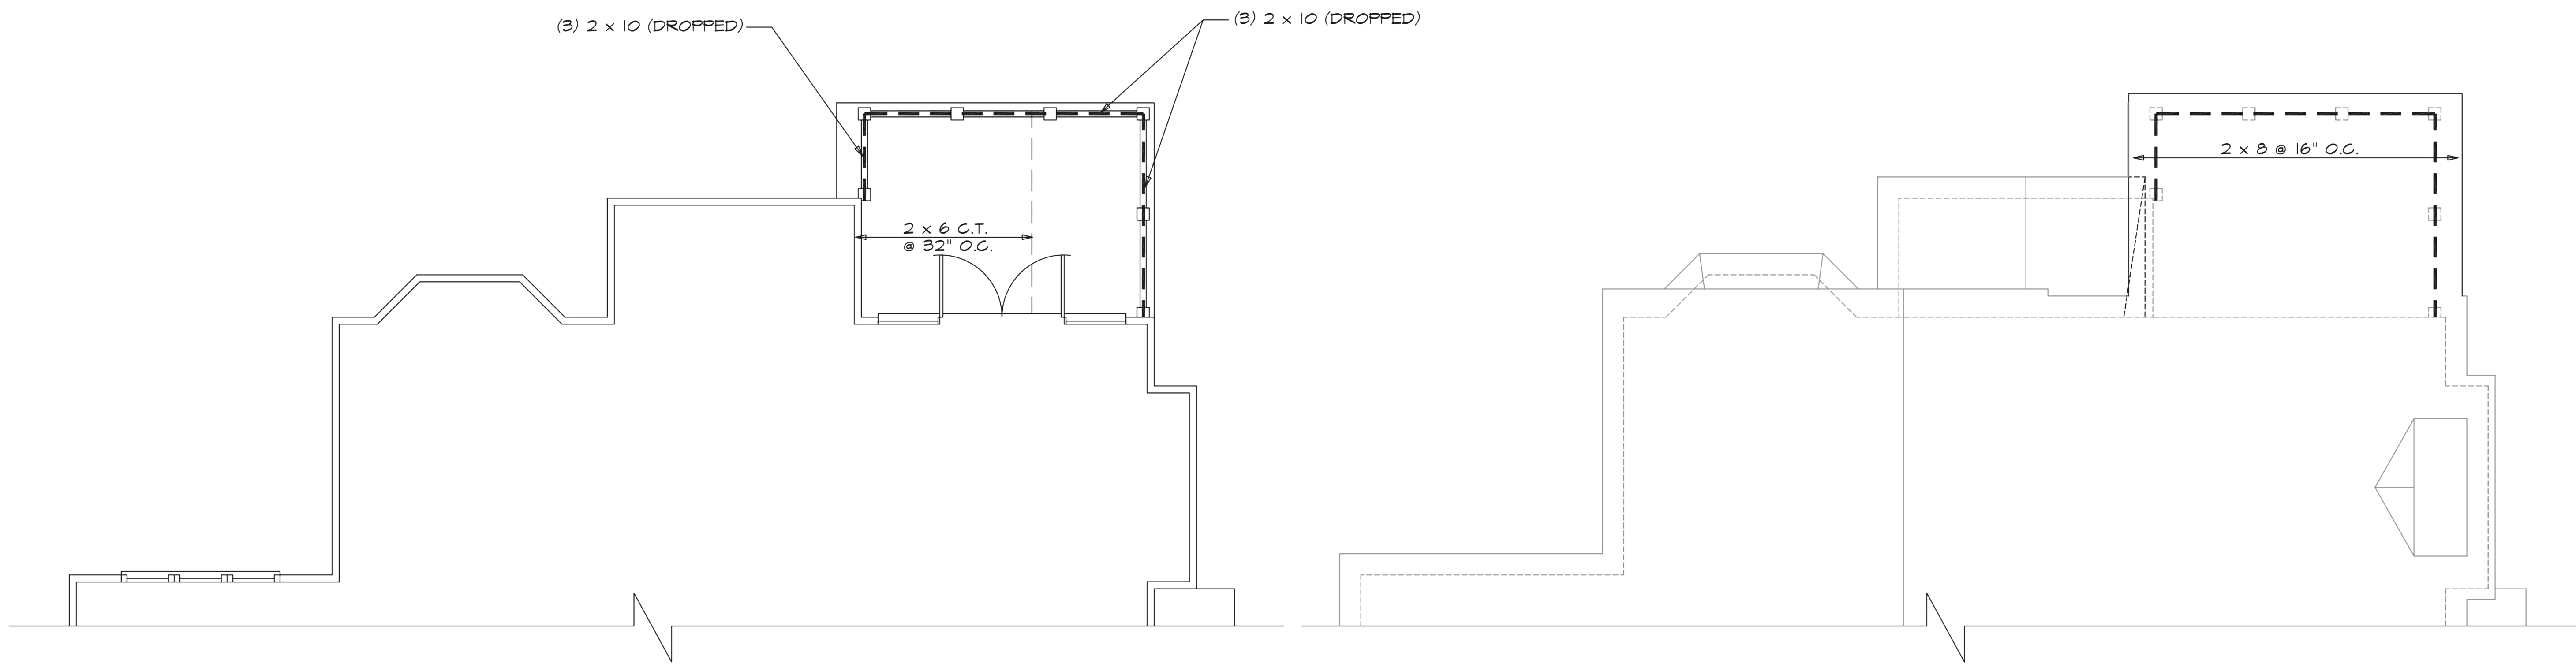 (3) 2 x 10 (DROPPED)
(3) 2 x 10 (DROPPED)
2 x 6 C.T.
@ 32" O.C.
2 x 8 @ 16" O.C.